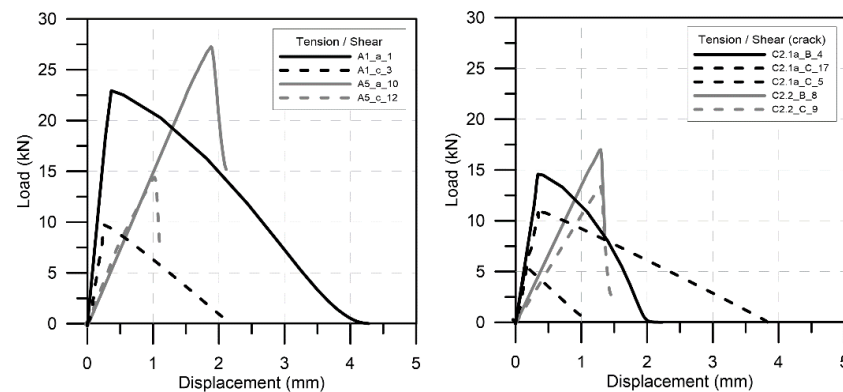 30
25
20
15
10
5
0
Load (kN)
Tension / Shear
A1_a_1
A1_c_3
A5_a_10
A5_c_12
0 1 2 3 4 5
Displacement (mm)
30
25
20
15
10
5
0
Load (kN)
Tension / Shear (crack)
C2.1a_B_4
C2.1a_C_17
C2.1a_C_5
C2.2_B_8
C2.2_C_9
0 1 2 3 4 5
Displacement (mm)